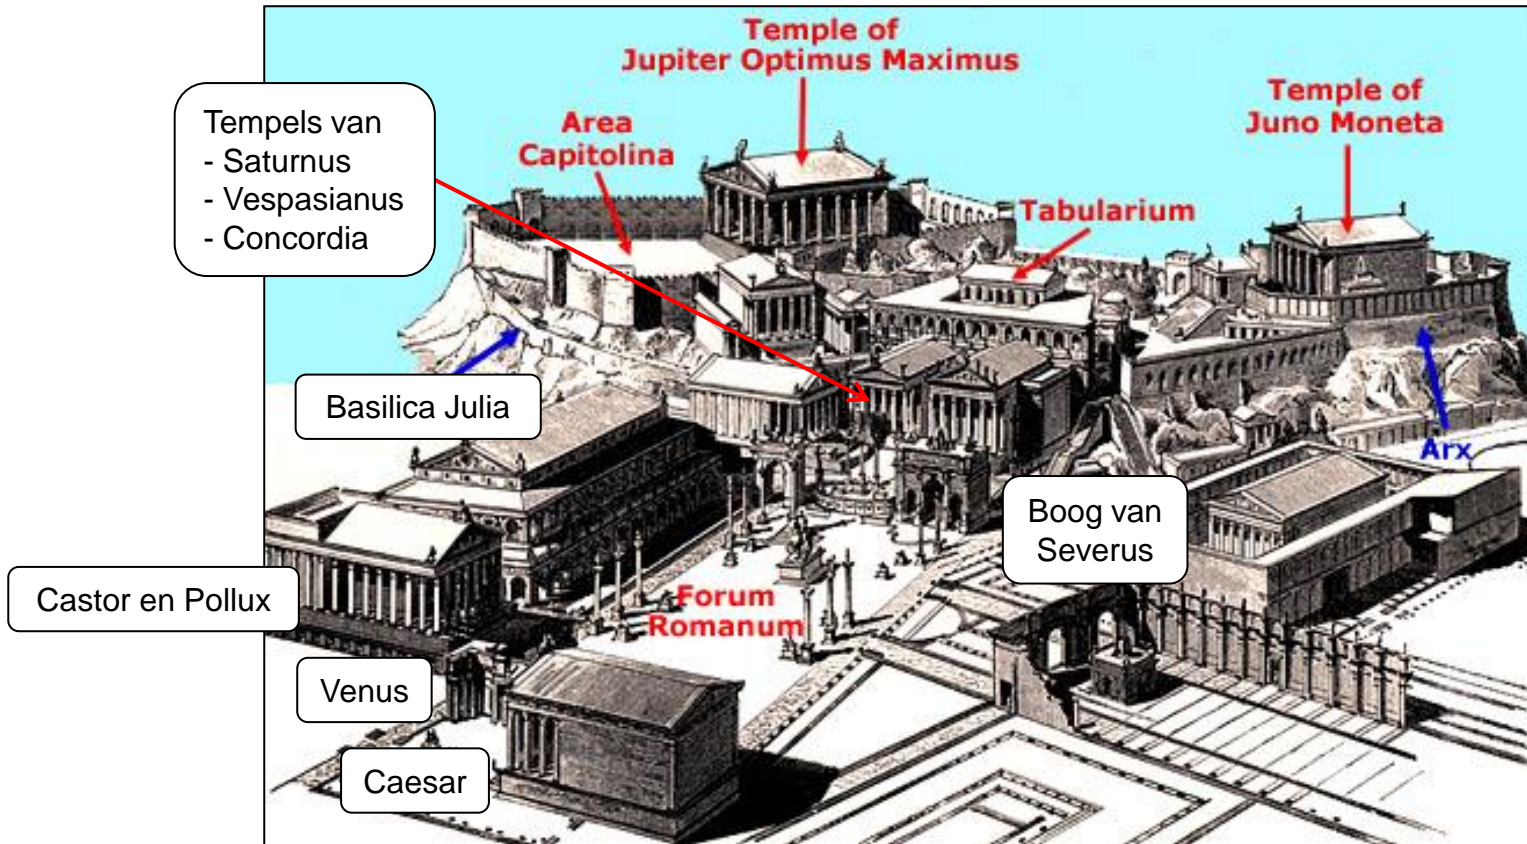 Temple of
Jupiter Optimus Maximus
Temple of
Juno Moneta
Area
Capitolina
Tempels van
- Saturnus
- Vespasianus
- Concordia
Tabularium
Basilica Julia
Arx
Boog van
Severus
Castor en Pollux
Forum
Romanum
Venus
Caesar